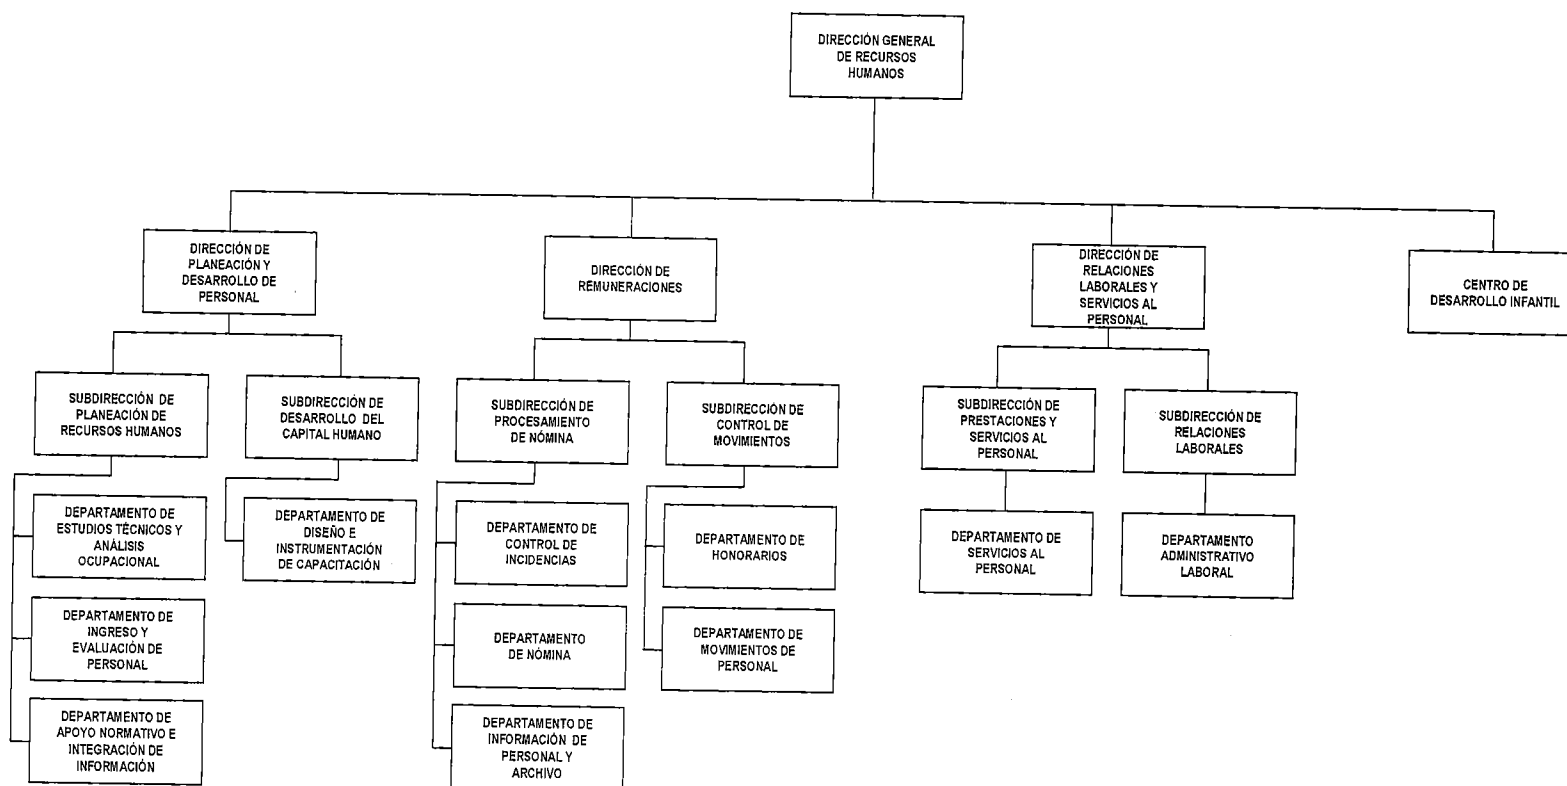 DIRECCIÓN GENERAL
DE RECURSOS
HUMANOS
DIRECCIÓN DE
PLANEACIÓN Y
DESARROLLO DE
PERSONAL
DIRECCIÓN DE
REMUNERACIONES
DIRECCIÓN DE
RELACIONES
LABORALES Y
SERVICIOS AL
PERSONAL
CENTRO DE
DESARROLLO INFANTIL
SUBDIRECCIÓN DE
PLANEACIÓN DE
RECURSOS HUMANOS
SUBDIRECCIÓN DE
DESARROLLO DEL
CAPITAL HUMANO
SUBDIRECCIÓN DE
PROCESAMIENTO
DE NÓMINA
SUBDIRECCIÓN DE
CONTROL DE
MOVIMIENTOS
SUBDIRECCIÓN DE
PRESTACIONES Y
SERVICIOS AL
PERSONAL
SUBDIRECCIÓN DE
RELACIONES
LABORALES
DEPARTAMENTO DE
ESTUDIOS TÉCNICOS Y
ANÁLISIS
OCUPACIONAL
DEPARTAMENTO DE
DISEÑO E
INSTRUMENTACIÓN
DE CAPACITACIÓN
DEPARTAMENTO DE
CONTROL DE
INCIDENCIAS
DEPARTAMENTO DE
HONORARIOS
DEPARTAMENTO DE
SERVICIOS AL
PERSONAL
DEPARTAMENTO
ADMINISTRATIVO
LABORAL
DEPARTAMENTO DE
INGRESO Y
EVALUACIÓN DE
PERSONAL
DEPARTAMENTO
DE NÓMINA
DEPARTAMENTO DE
MOVIMIENTOS DE
PERSONAL
DEPARTAMENTO DE
APOYO NORMATIVO E
INTEGRACIÓN DE
INFORMACIÓN
DEPARTAMENTO DE
INFORMACIÓN DE
PERSONAL Y
ARCHIVO